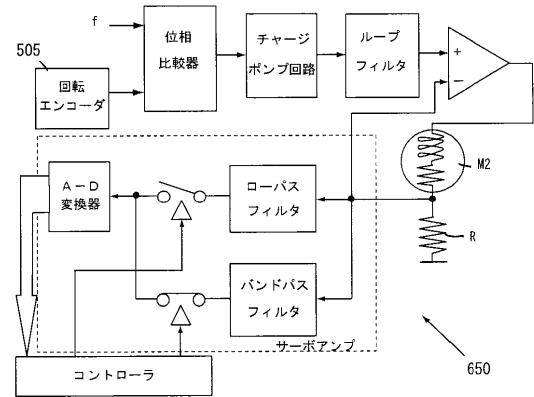 f
位相
比較器
チャージ
ポンプ回路
ループ
フィルタ
+
−
505
回転
エンコーダ
M2
A−D
変換器
ローパス
フィルタ
R
バンドパス
フィルタ
サーボアンプ
コントローラ
650